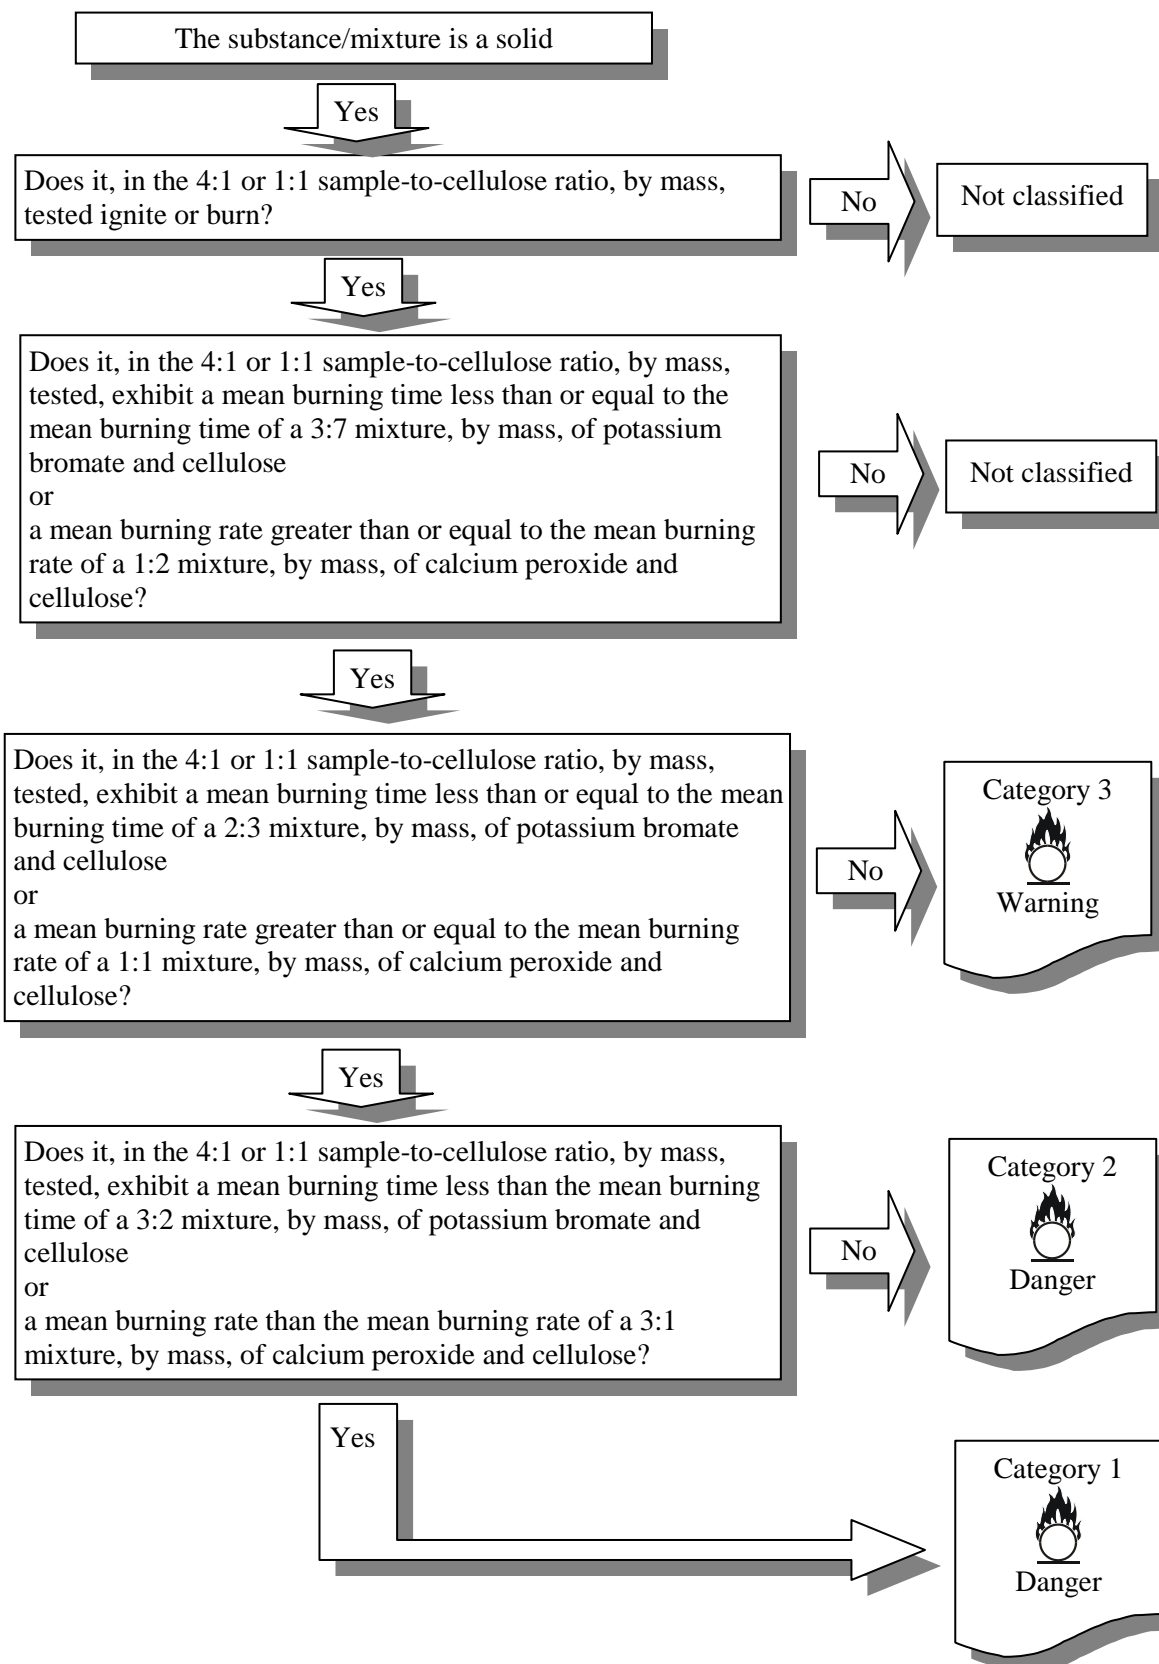 The substance/mixture is a solid
Yes
Does it, in the 4:1 or 1:1 sample-to-cellulose ratio, by mass,
tested ignite or burn?
No
Not classified
Yes
Does it, in the 4:1 or 1:1 sample-to-cellulose ratio, by mass,
tested, exhibit a mean burning time less than or equal to the
mean burning time of a 3:7 mixture, by mass, of potassium
bromate and cellulose
or
a mean burning rate greater than or equal to the mean burning
rate of a 1:2 mixture, by mass, of calcium peroxide and
cellulose?
No
Not classified
Yes
Does it, in the 4:1 or 1:1 sample-to-cellulose ratio, by mass,
tested, exhibit a mean burning time less than or equal to the mean
burning time of a 2:3 mixture, by mass, of potassium bromate
and cellulose
or
a mean burning rate greater than or equal to the mean burning
rate of a 1:1 mixture, by mass, of calcium peroxide and
cellulose?
No
Category 3
Warning
Yes
Does it, in the 4:1 or 1:1 sample-to-cellulose ratio, by mass,
tested, exhibit a mean burning time less than the mean burning
time of a 3:2 mixture, by mass, of potassium bromate and
cellulose
or
a mean burning rate than the mean burning rate of a 3:1
mixture, by mass, of calcium peroxide and cellulose?
No
Category 2
Danger
Yes
Category 1
Danger